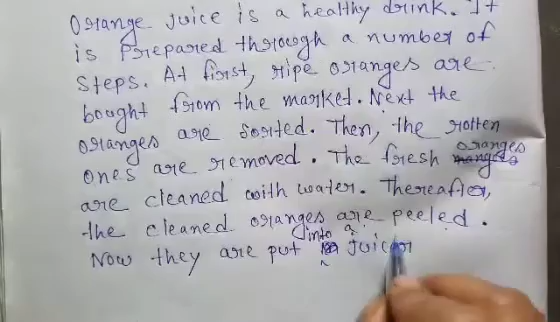 Orange juice is a healthy drink. It
is prepared through a number of
steps. At first, ripe oranges are
bought from the market. Next the
oranges are sorted. Then, the rotten
ones are removed. The fresh oranges
are cleaned with water. Thereafter,
the cleaned oranges are peeled.
Now they are put into a juicer